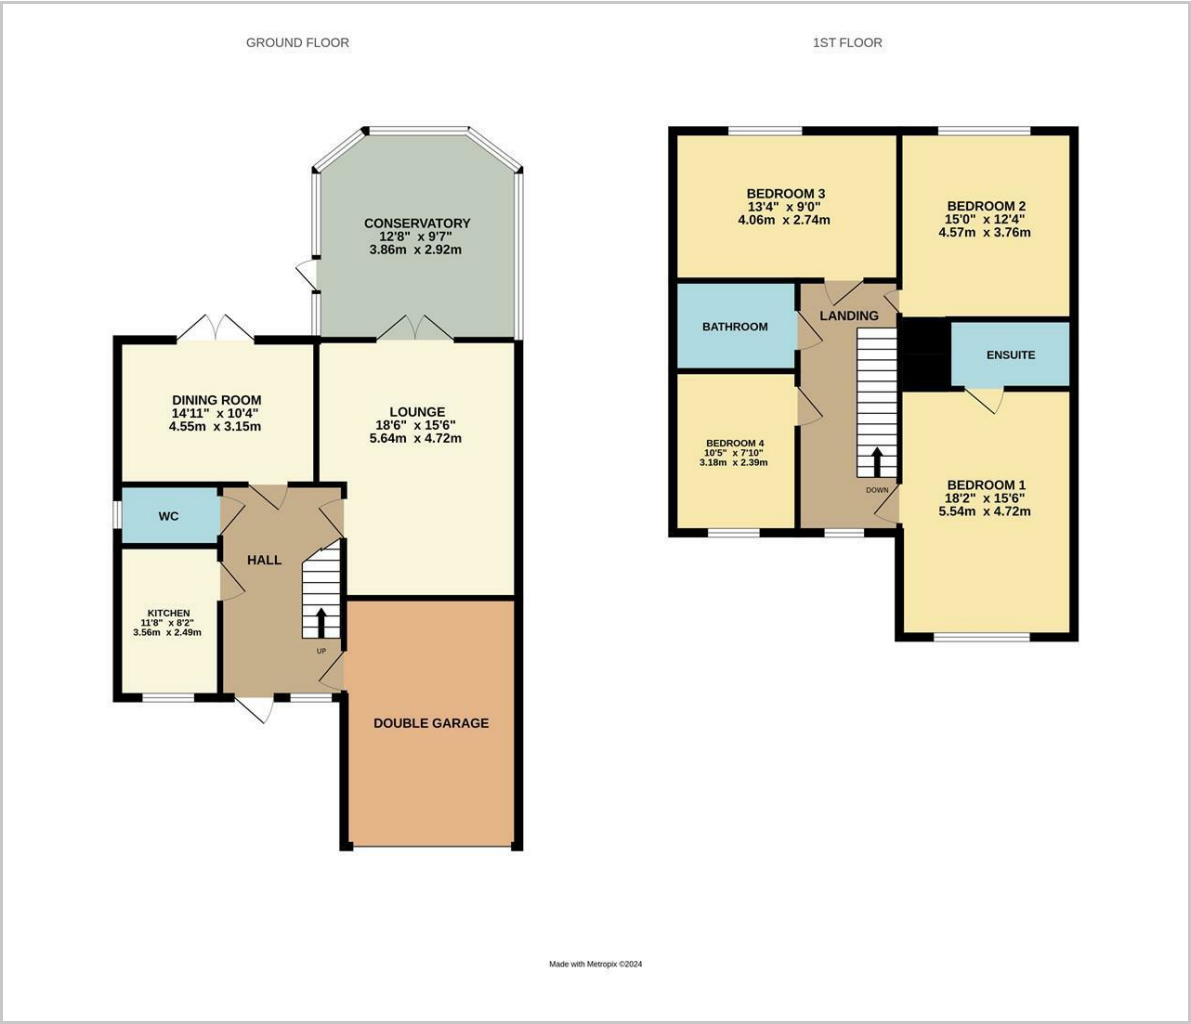 GROUND FLOOR
1ST FLOOR
CONSERVATORY
12'8" x 9'7"
3.86m x 2.92m
DINING ROOM
14'11" x 10'4"
4.55m x 3.15m
LOUNGE
18'6" x 15'6"
5.64m x 4.72m
WC
HALL
KITCHEN
11'8" x 8'2"
3.56m x 2.49m
UP
DOUBLE GARAGE
BEDROOM 3
13'4" x 9'0"
4.06m x 2.74m
BEDROOM 2
15'0" x 12'4"
4.57m x 3.76m
BATHROOM
LANDING
ENSUITE
BEDROOM 4
10'5" x 7'10"
3.18m x 2.39m
DOWN
BEDROOM 1
18'2" x 15'6"
5.54m x 4.72m
Made with Metropix ©2024